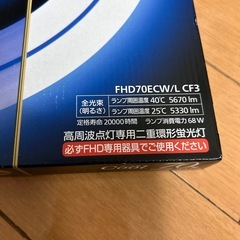 FHD70ECW/L CF3
全光束 ランプ周囲温度 40℃ 5670 lm
(明るさ) ランプ周囲温度 25℃ 5330 lm
定格寿命 20000時間 ランプ消費電力 68 W
高周波点灯専用二重環形蛍光灯
必ずFHD専用器具でご使用ください
Cool